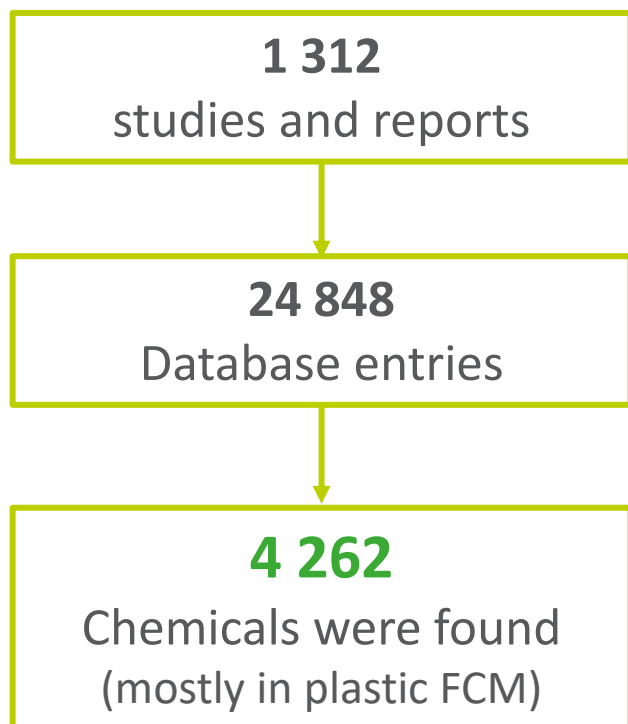 1 312
studies and reports
24 848
Database entries
4 262
Chemicals were found
(mostly in plastic FCM)